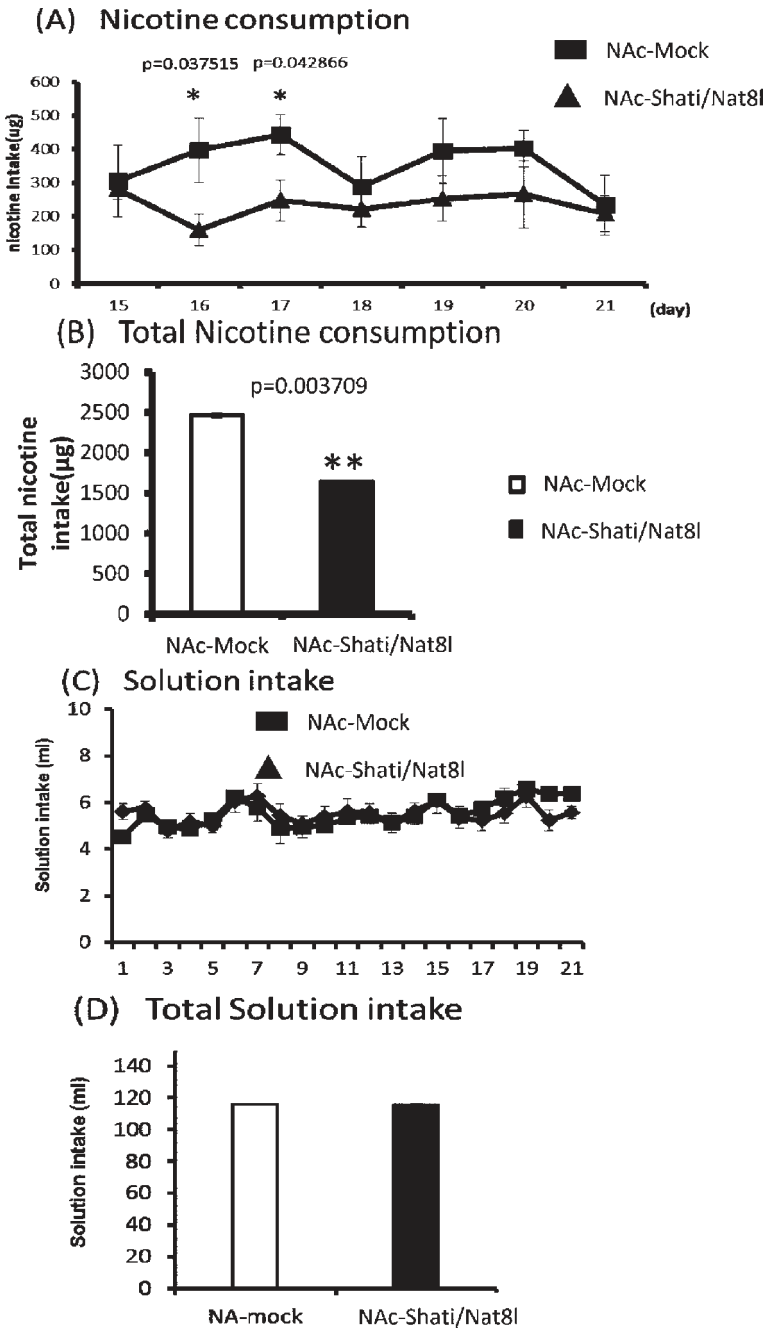 (A) Nicotine consumption
p=0.037515 p=0.042866
NAc-Mock
NAc-Shati/Nat8l
* *
nicotine Intake(ug)
600
500
400
300
200
100
0
15 16 17 18 19 20 21 (day)
(B) Total Nicotine consumption
p=0.003709
**
Total nicotine
intake(μg)
3000
2500
2000
1500
1000
500
0
NAc-Mock NAc-Shati/Nat8l
NAc-Mock
NAc-Shati/Nat8l
(C) Solution intake
NAc-Mock
NAc-Shati/Nat8l
Solution intake (ml)
10
8
6
4
2
0
1 3 5 7 9 11 13 15 17 19 21
(D) Total Solution intake
Solution intake (ml)
140
120
100
80
60
40
20
0
NA-mock NAc-Shati/Nat8l